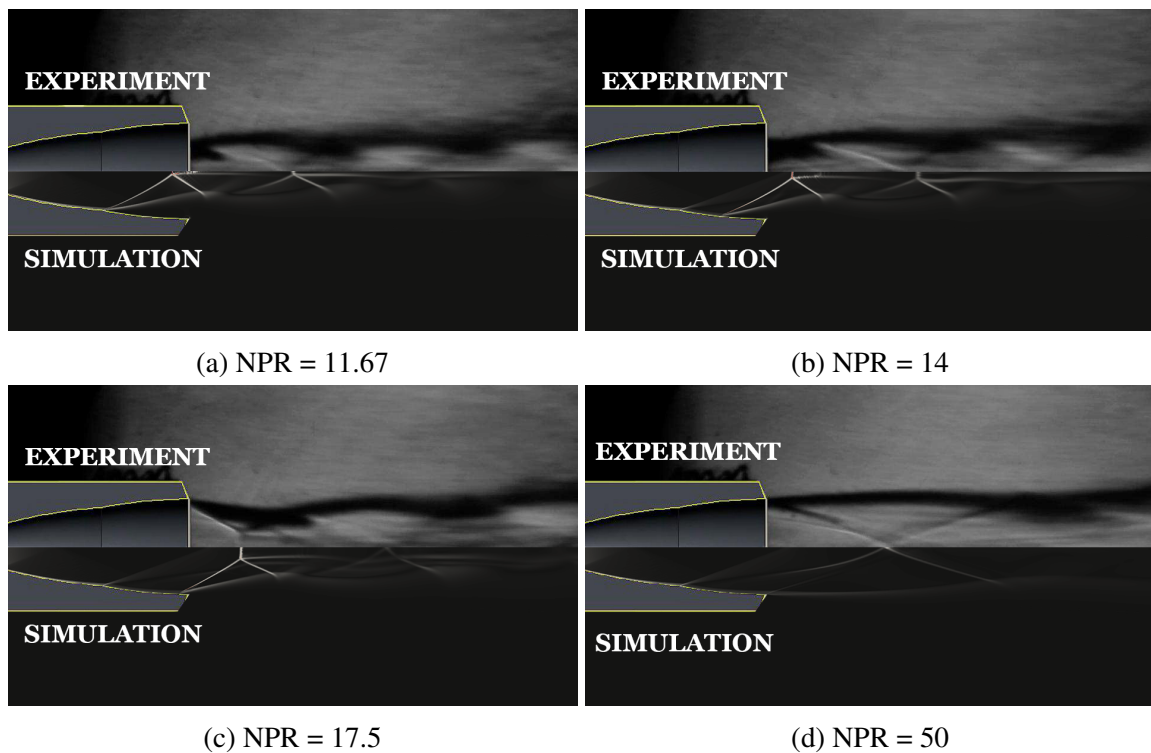 EXPERIMENT
SIMULATION
(a) NPR = 11.67
EXPERIMENT
SIMULATION
(b) NPR = 14
EXPERIMENT
SIMULATION
(c) NPR = 17.5
EXPERIMENT
SIMULATION
(d) NPR = 50